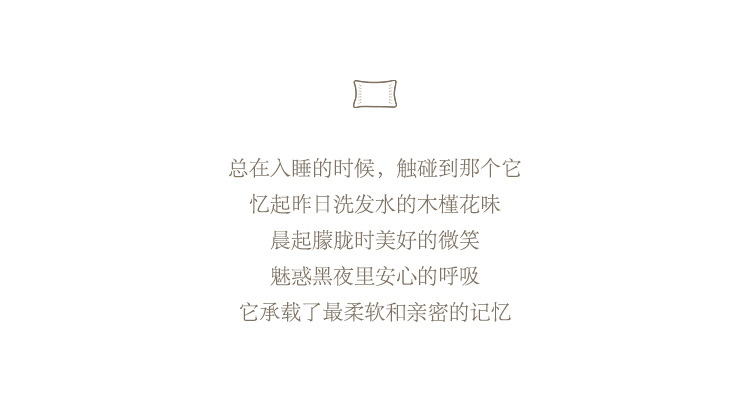 总在入睡的时候，触碰到那个它
忆起昨日洗发水的木槿花味
晨起朦胧时美好的微笑
魅惑黑夜里安心的呼吸
它承载了最柔软和亲密的记忆